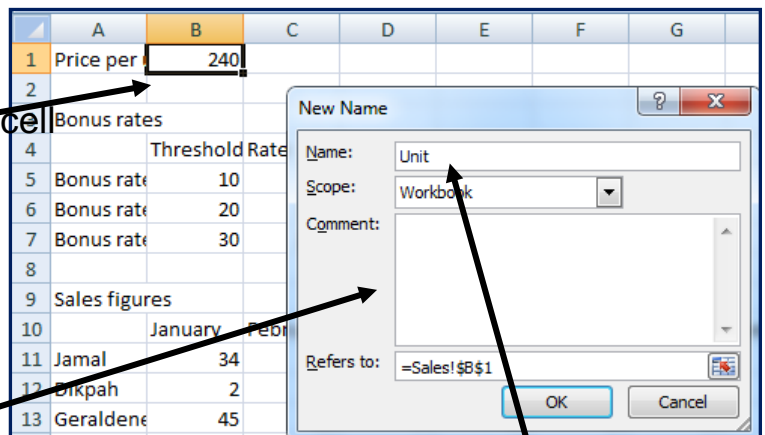 A B C D E F G
1 Price per 240
2
cell
3 Bonus rates
4 Threshold Rate
5 Bonus rate 10
6 Bonus rate 20
7 Bonus rate 30
8
9 Sales figures
10 January Febr
11 Jamal 34
12 Dikpah 2
13 Geraldene 45
New Name
Name: Unit
Scope: Workbook
Comment:
Refers to: =Sales!$B$1
OK Cancel